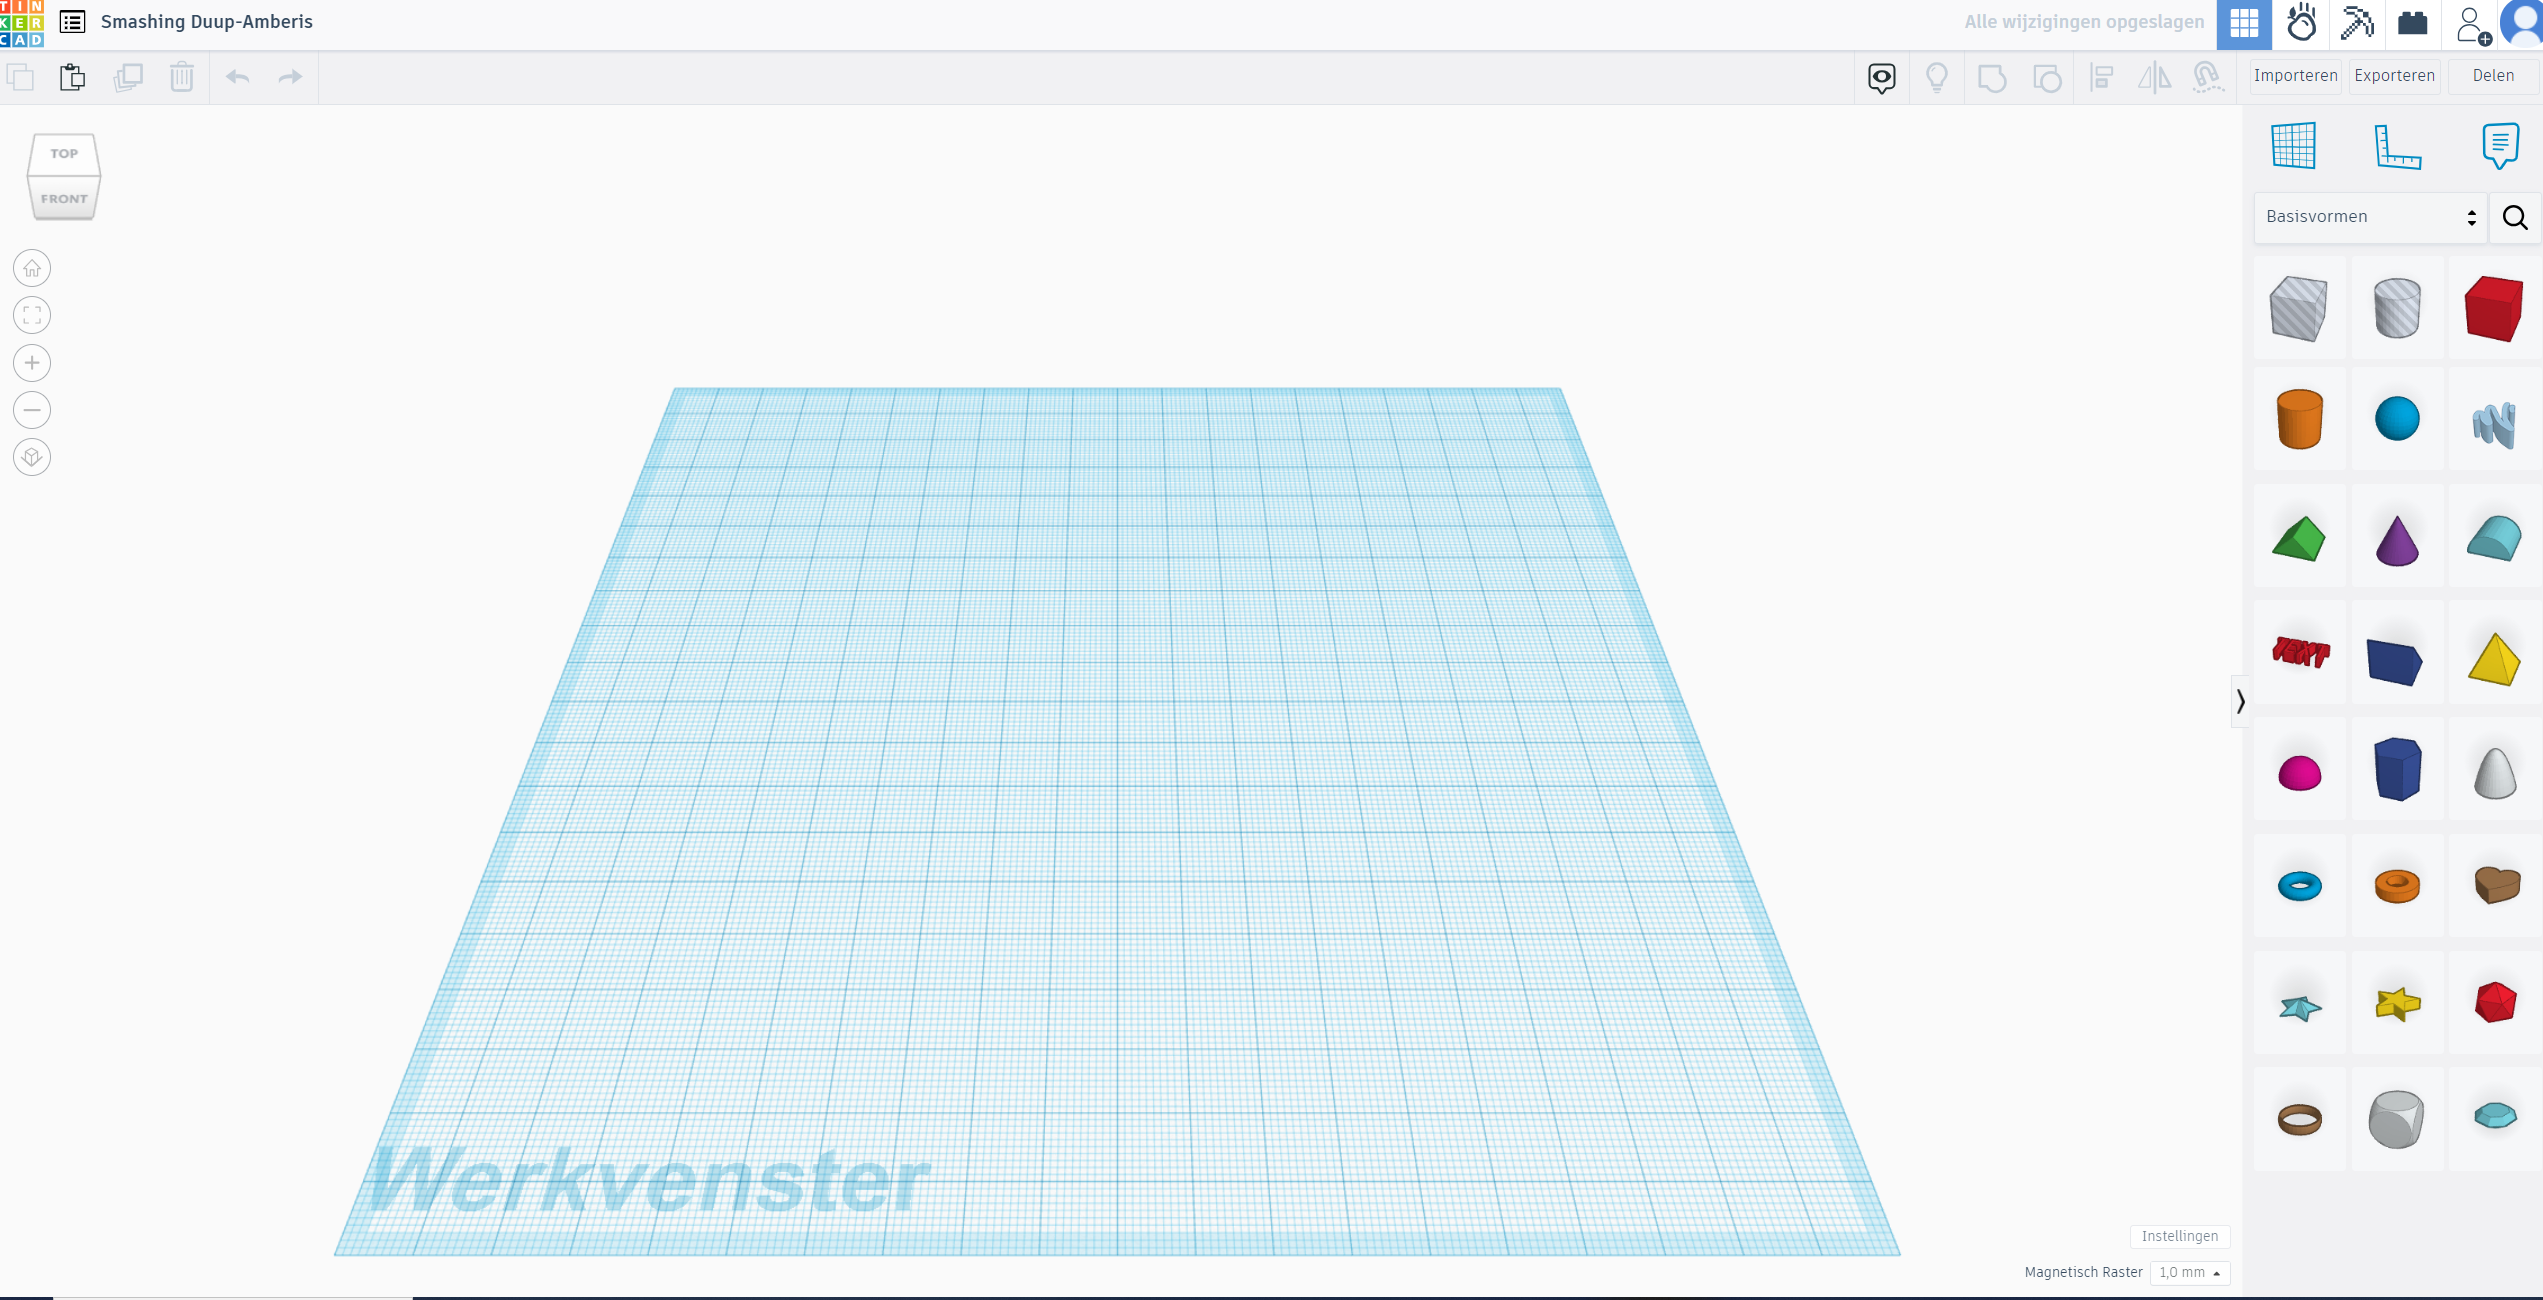 TIN
KER
CAD
Smashing Duup-Amberis
Alle wijzigingen opgeslagen
Importeren
Exporteren
Delen
TOP
FRONT
Basisvormen
TEXT
Werkvenster
Instellingen
Magnetisch Raster
1,0 mm